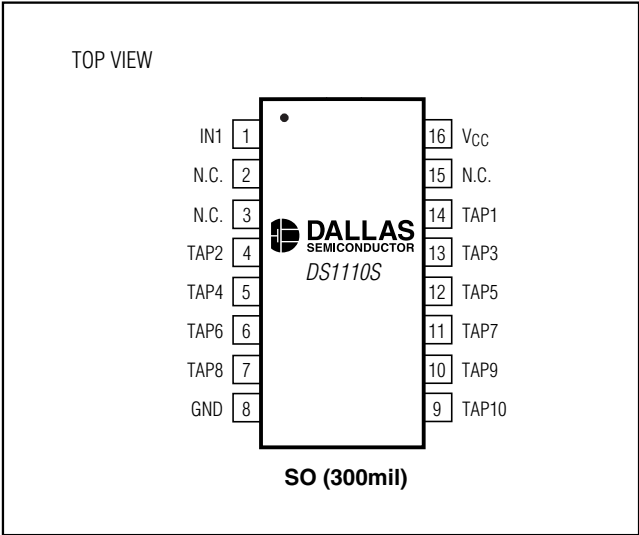 TOP VIEW
IN1 1 16 VCC
N.C. 2 15 N.C.
N.C. 3 14 TAP1
DALLAS
SEMICONDUCTOR
TAP2 4 13 TAP3
DS1110S
TAP4 5 12 TAP5
TAP6 6 11 TAP7
TAP8 7 10 TAP9
GND 8 9 TAP10
SO (300mil)